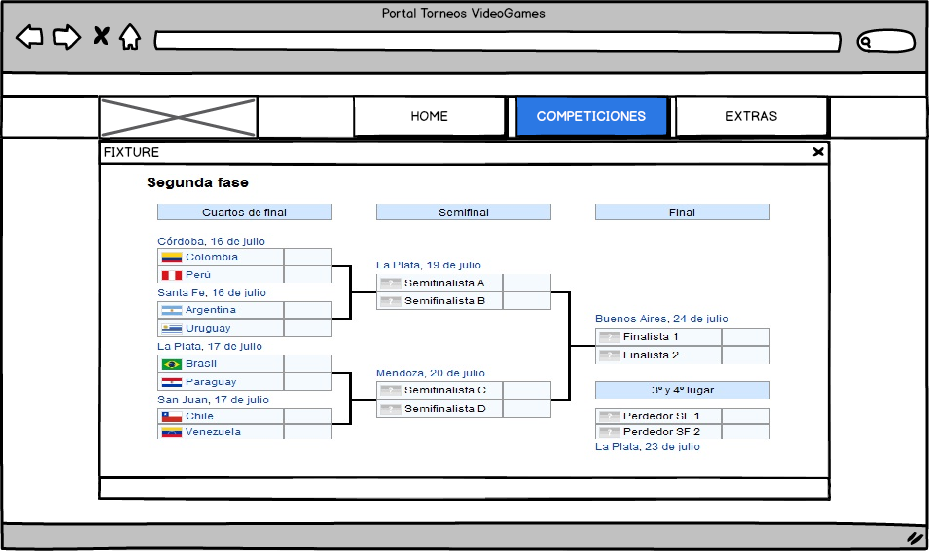 Portal Torneos VideoGames
HOME
COMPETICIONES
EXTRAS
FIXTURE
Segunda fase
Cuartos de final
Semifinal
Final
Córdoba, 16 de julio
Colombia
Perú
Santa Fe, 16 de julio
Argentina
Uruguay
La Plata, 17 de julio
Brasil
Paraguay
San Juan, 17 de julio
Chile
Venezuela
La Plata, 19 de julio
Semifinalista A
Semifinalista B
Mendoza, 20 de julio
Semifinalista C
Semifinalista D
Buenos Aires, 24 de julio
Finalista 1
Finalista 2
3º y 4º lugar
Perdedor SF 1
Perdedor SF 2
La Plata, 23 de julio